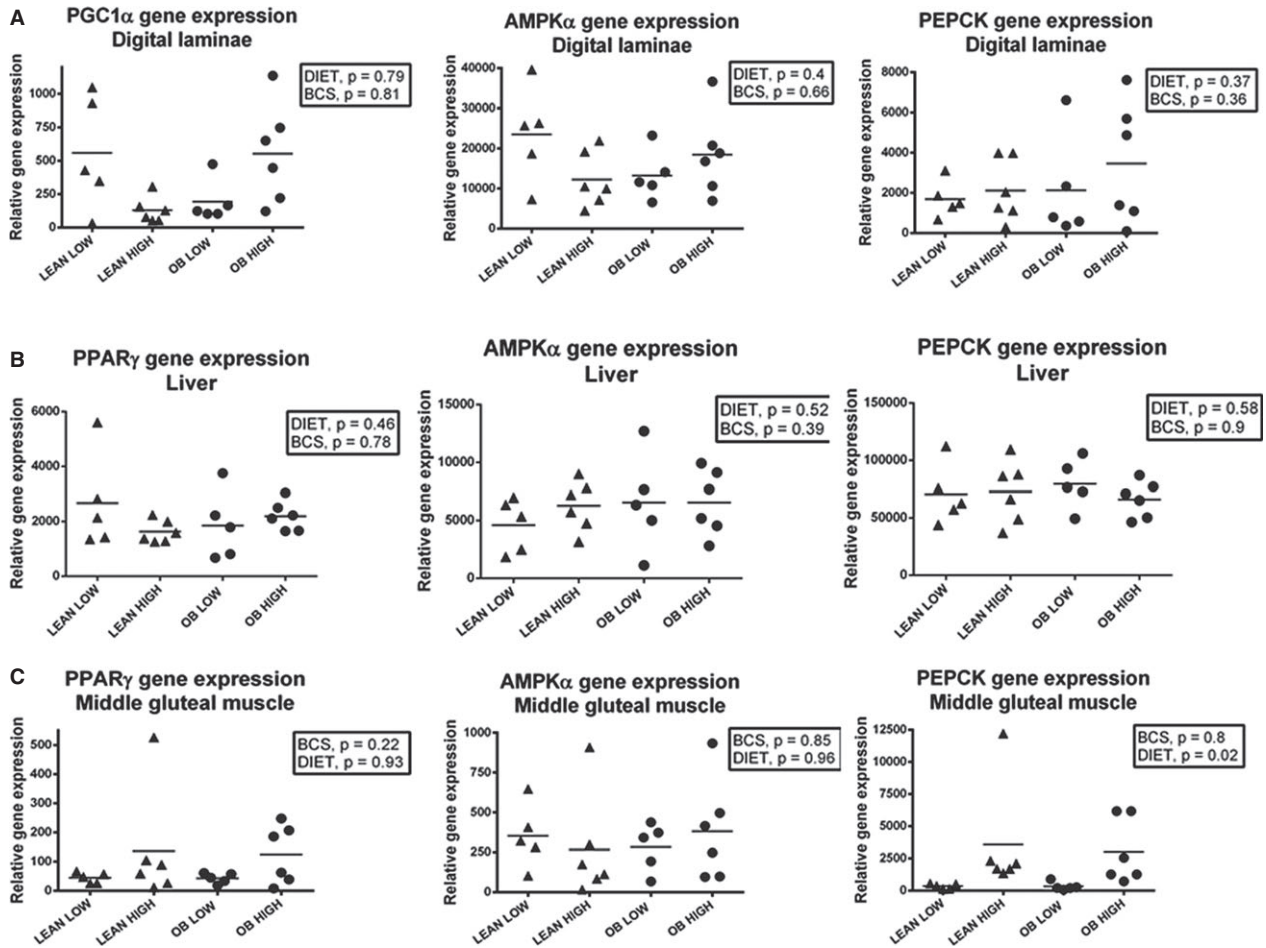 A
PGC1α gene expression
Digital laminae
Relative gene expression
1000
750
500
250
0
DIET, p = 0.79
BCS, p = 0.81
LEAN LOW
LEAN HIGH
OB LOW
OB HIGH
AMPKα gene expression
Digital laminae
Relative gene expression
40000
30000
20000
10000
0
DIET, p = 0.4
BCS, p = 0.66
LEAN LOW
LEAN HIGH
OB LOW
OB HIGH
PEPCK gene expression
Digital laminae
Relative gene expression
8000
6000
4000
2000
0
DIET, p = 0.37
BCS, p = 0.36
LEAN LOW
LEAN HIGH
OB LOW
OB HIGH
B
PPARγ gene expression
Liver
Relative gene expression
6000
4000
2000
0
DIET, p = 0.46
BCS, p = 0.78
LEAN LOW
LEAN HIGH
OB LOW
OB HIGH
AMPKα gene expression
Liver
Relative gene expression
15000
10000
5000
0
DIET, p = 0.52
BCS, p = 0.39
LEAN LOW
LEAN HIGH
OB LOW
OB HIGH
PEPCK gene expression
Liver
Relative gene expression
150000
100000
50000
0
DIET, p = 0.58
BCS, p = 0.9
LEAN LOW
LEAN HIGH
OB LOW
OB HIGH
C
PPARγ gene expression
Middle gluteal muscle
Relative gene expression
500
400
300
200
100
0
BCS, p = 0.22
DIET, p = 0.93
LEAN LOW
LEAN HIGH
OB LOW
OB HIGH
AMPKα gene expression
Middle gluteal muscle
Relative gene expression
1000
750
500
250
0
BCS, p = 0.85
DIET, p = 0.96
LEAN LOW
LEAN HIGH
OB LOW
OB HIGH
PEPCK gene expression
Middle gluteal muscle
Relative gene expression
12500
10000
7500
5000
2500
0
BCS, p = 0.8
DIET, p = 0.02
LEAN LOW
LEAN HIGH
OB LOW
OB HIGH